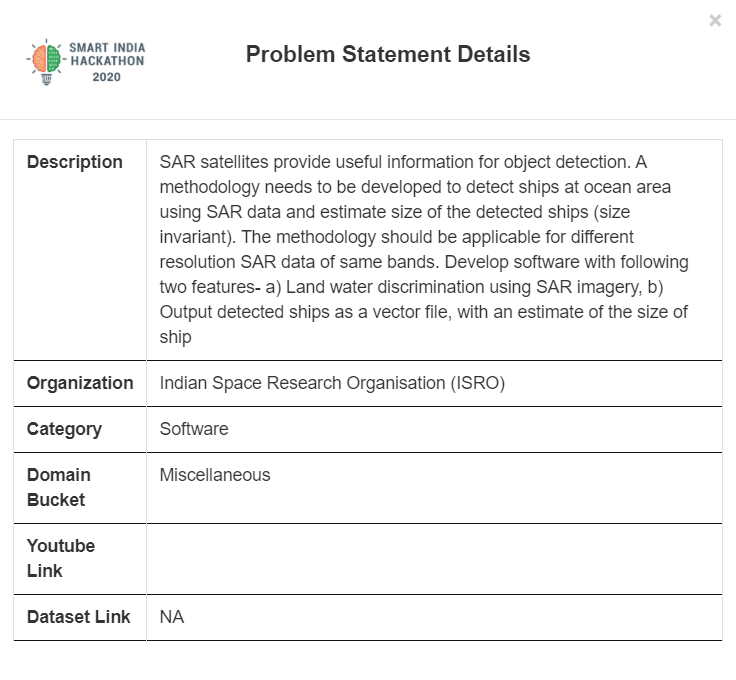 ×
SMART INDIA
HACKATHON
2020
SIH
Problem Statement Details
Description
SAR satellites provide useful information for object detection. A
methodology needs to be developed to detect ships at ocean area
using SAR data and estimate size of the detected ships (size
invariant). The methodology should be applicable for different
resolution SAR data of same bands. Develop software with following
two features- a) Land water discrimination using SAR imagery, b)
Output detected ships as a vector file, with an estimate of the size of
ship
Organization
Indian Space Research Organisation (ISRO)
Category
Software
Domain
Bucket
Miscellaneous
Youtube
Link
Dataset Link
NA